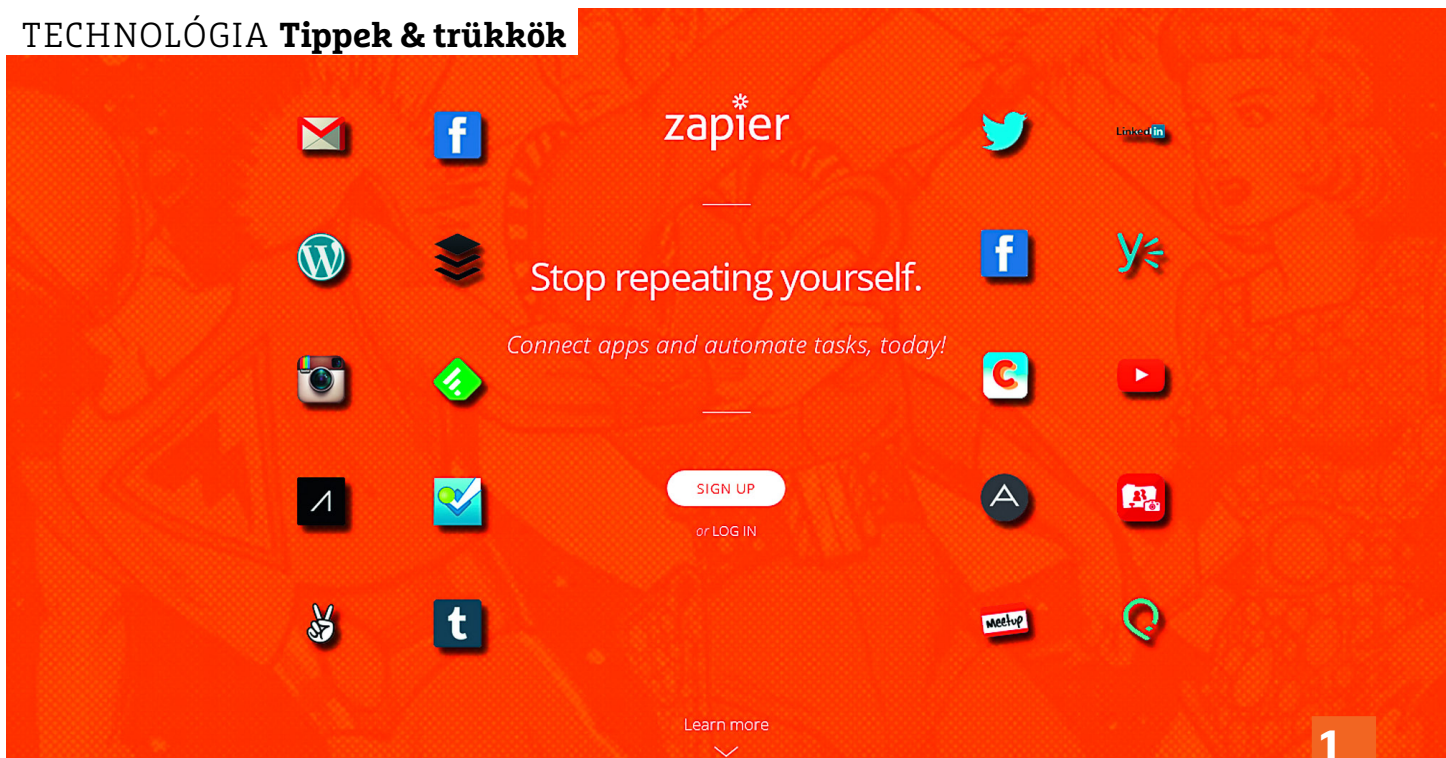 TECHNOLÓGIA Tippek & trükkök
zapier
Linkedin
Stop repeating yourself.
Connect apps and automate tasks, today!
SIGN UP
or LOG IN
Meetup
Learn more
1